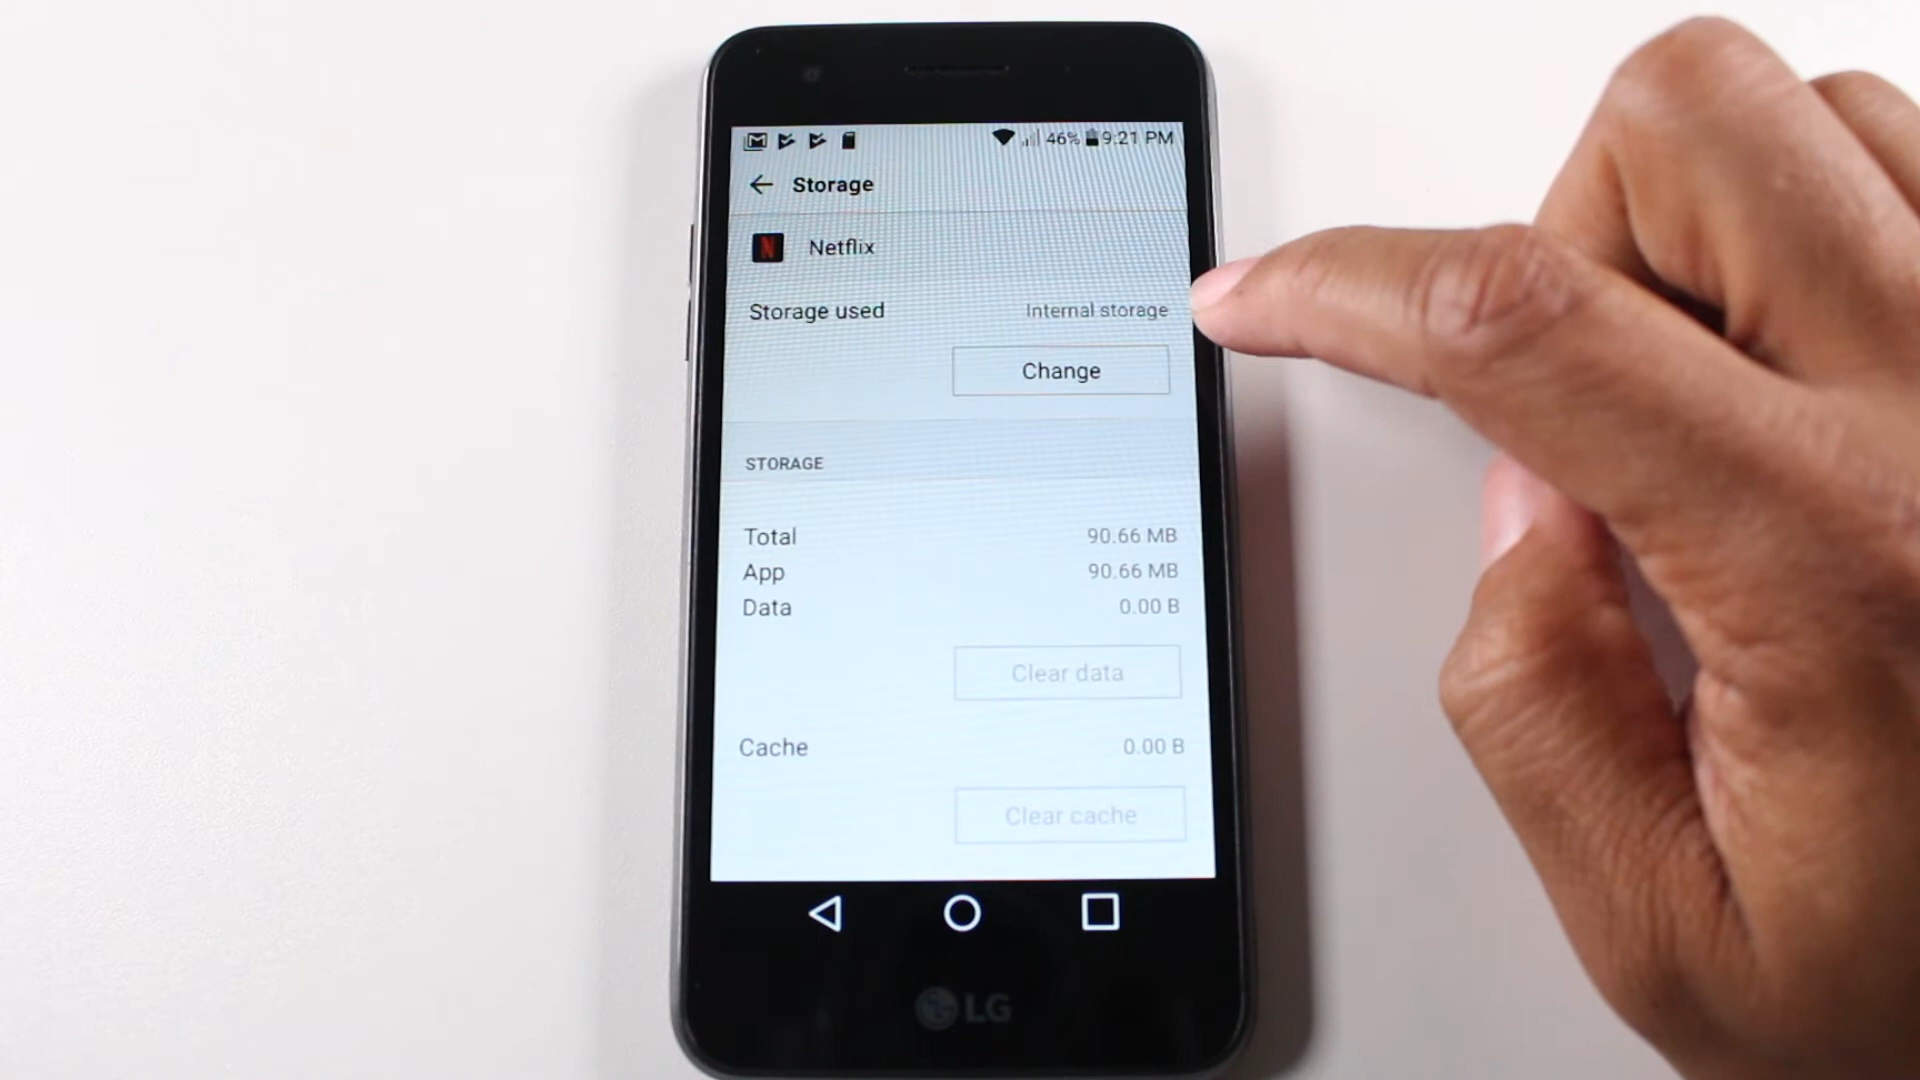 46% 9:21 PM
Storage
Netflix
Storage used Internal storage
Change
STORAGE
Total 90.66 MB
App 90.66 MB
Data 0.00 B
Clear data
Cache 0.00 B
Clear cache
LG